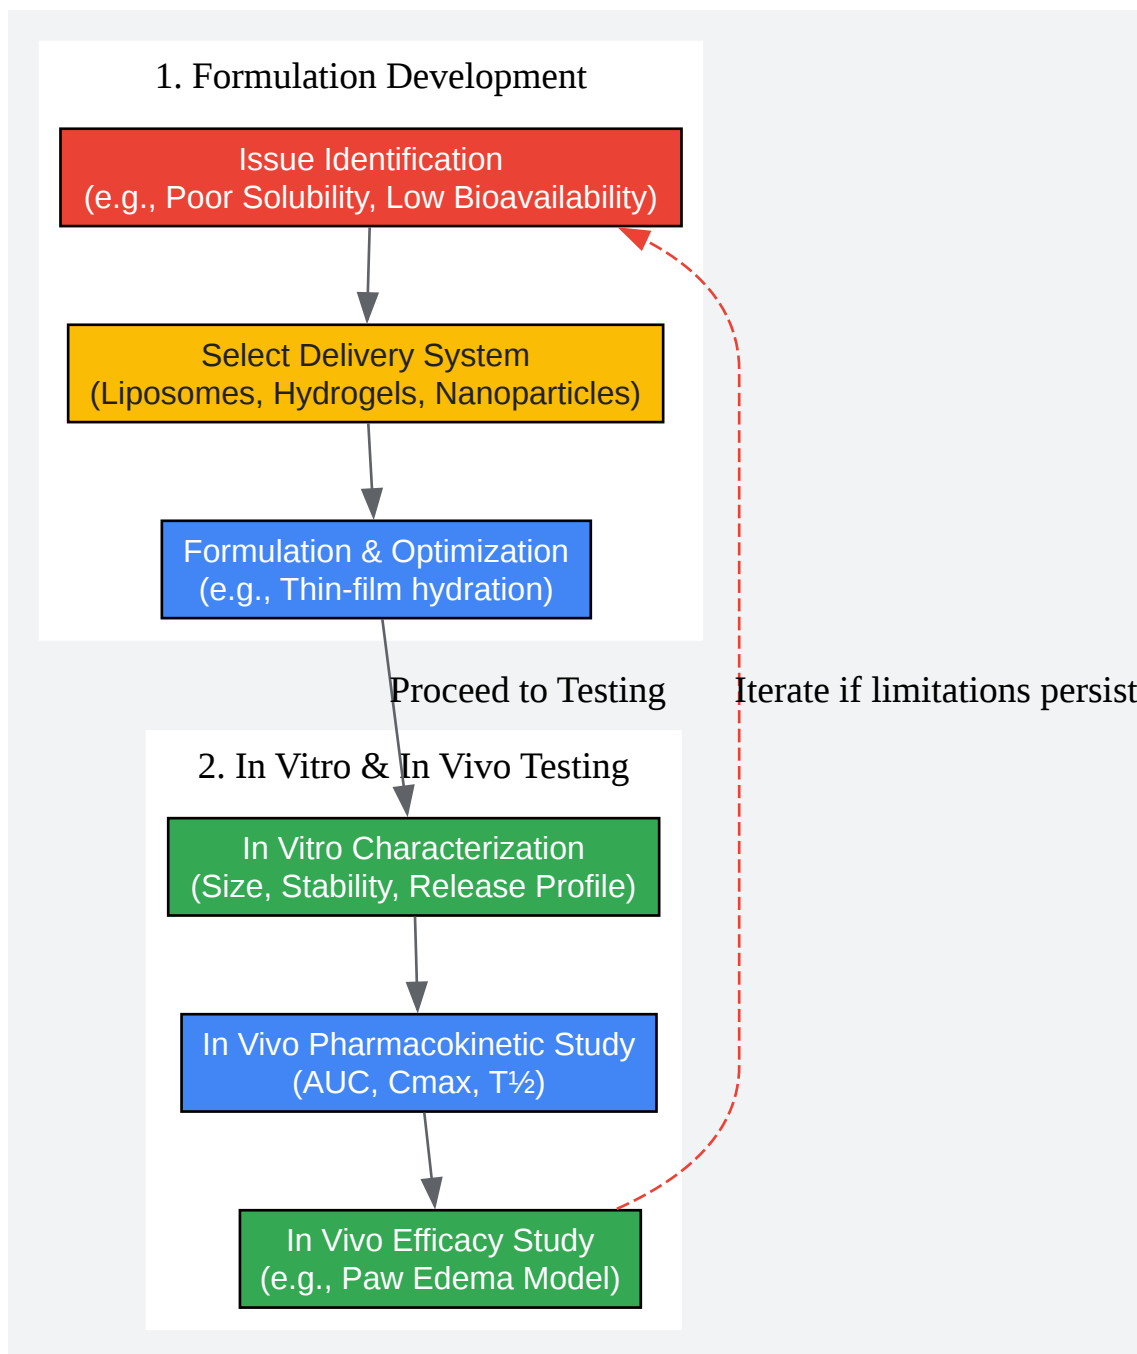 1. Formulation Development
Issue Identification
(e.g., Poor Solubility, Low Bioavailability)
Select Delivery System
(Liposomes, Hydrogels, Nanoparticles)
Formulation & Optimization
(e.g., Thin-film hydration)
Proceed to Testing
Iterate if limitations persist
2. In Vitro & In Vivo Testing
In Vitro Characterization
(Size, Stability, Release Profile)
In Vivo Pharmacokinetic Study
(AUC, Cmax, T½)
In Vivo Efficacy Study
(e.g., Paw Edema Model)